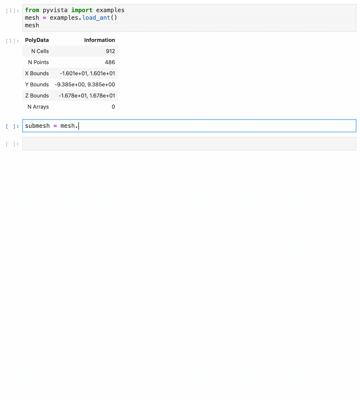 [1]: from pyvista import examples
mesh = examples.load_ant()
mesh
[1]: PolyData Information
N Cells 912
N Points 486
X Bounds -1.601e+01, 1.601e+01
Y Bounds -9.385e+00, 9.385e+00
Z Bounds -1.678e+01, 1.678e+01
N Arrays 0
[ ]: submesh = mesh.
[ ]: